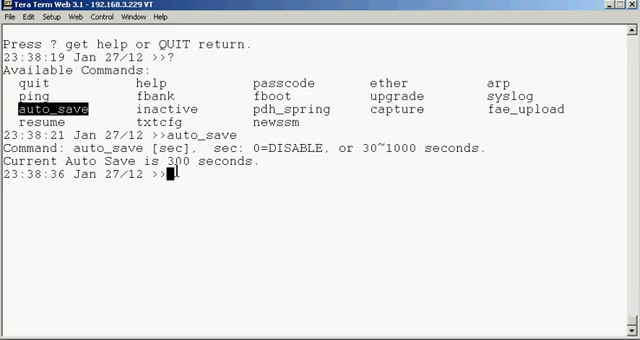 Tera Term Web 3.1 - 192.168.3.229 VT
File Edit Setup Web Control Window Help
Press ? get help or QUIT return.
23:38:19 Jan 27/12 >>?
Available Commands:
quit help passcode ether arp
ping fbank fboot upgrade syslog
auto_save inactive pdh_spring capture fae_upload
resume txtcfg newssm
23:38:21 Jan 27/12 >>auto_save
Command: auto_save [sec], sec: 0=DISABLE, or 30~1000 seconds.
Current Auto Save is 300 seconds.
23:38:36 Jan 27/12 >>